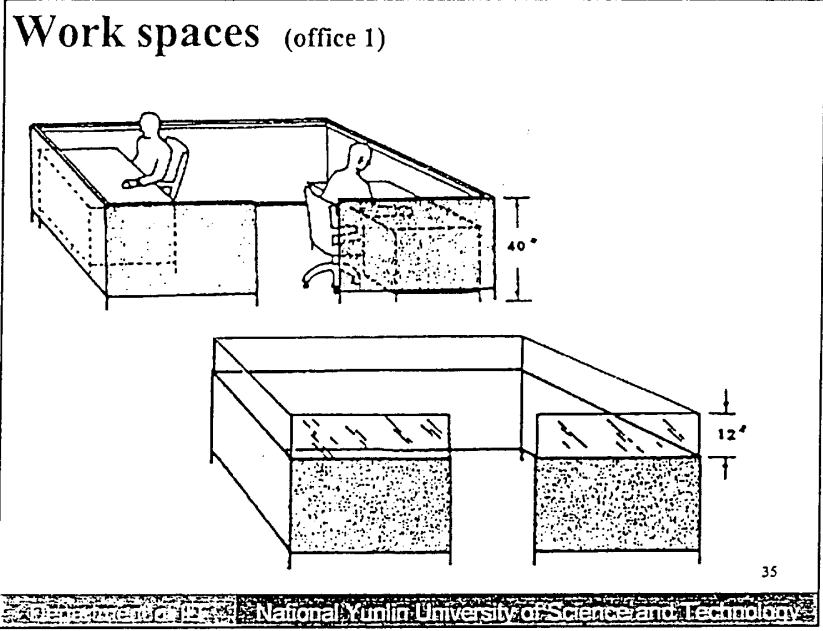 Work spaces (office 1)
40"
12"
35
Department of IE National Yunlin University of Science and Technology